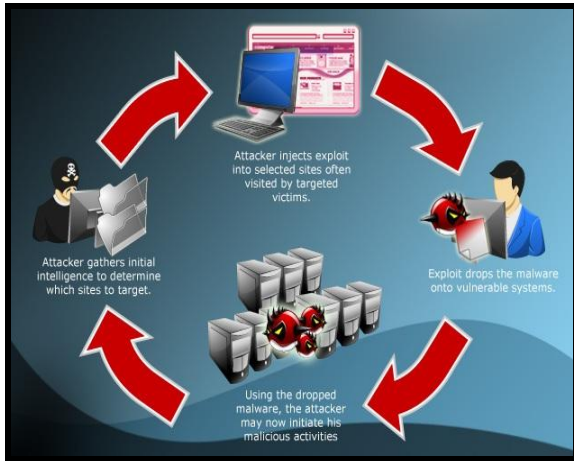 Attacker injects exploit
into selected sites often
visited by targeted
victims.
Attacker gathers initial
intelligence to determine
which sites to target.
Exploit drops the malware
onto vulnerable systems.
Using the dropped
malware, the attacker
may now initiate his
malicious activities